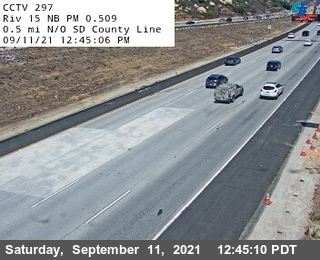 CCTV 297
Riv 15 NB PM 0.509
0.5 mi N/O SD County Line
09/11/21 12:45:06 PM
Saturday, September 11, 2021 12:45:10 PDT